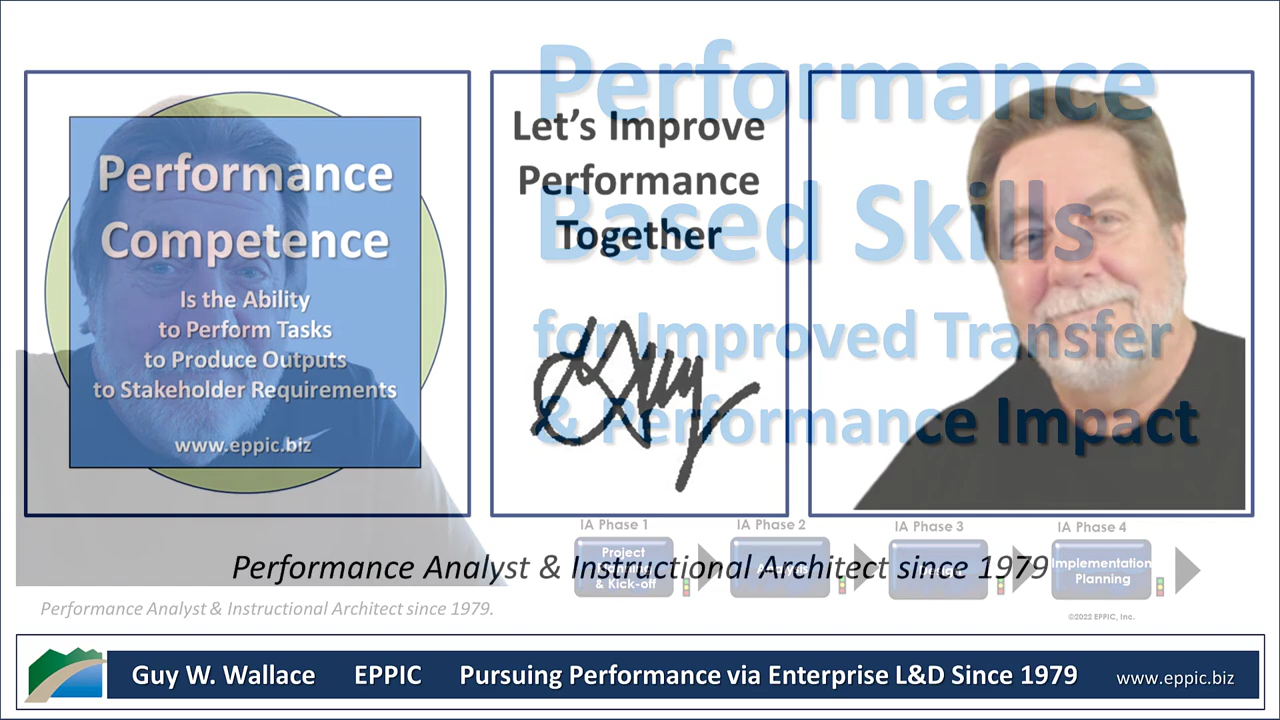 Performance
Competence
Is the Ability
to Perform Tasks
to Produce Outputs
to Stakeholder Requirements
www.eppic.biz
Let's Improve
Performance
Together
Guy
Performance
Based Skills
for Improved Transfer
& Performance Impact
IA Phase 1
Project
Planning
& Kick-off
IA Phase 2
Analysis
IA Phase 3
Design
IA Phase 4
Implementation
Planning
©2022 EPPIC, Inc.
Performance Analyst & Instructional Architect since 1979
Performance Analyst & Instructional Architect since 1979.
Guy W. Wallace EPPIC Pursuing Performance via Enterprise L&D Since 1979 www.eppic.biz